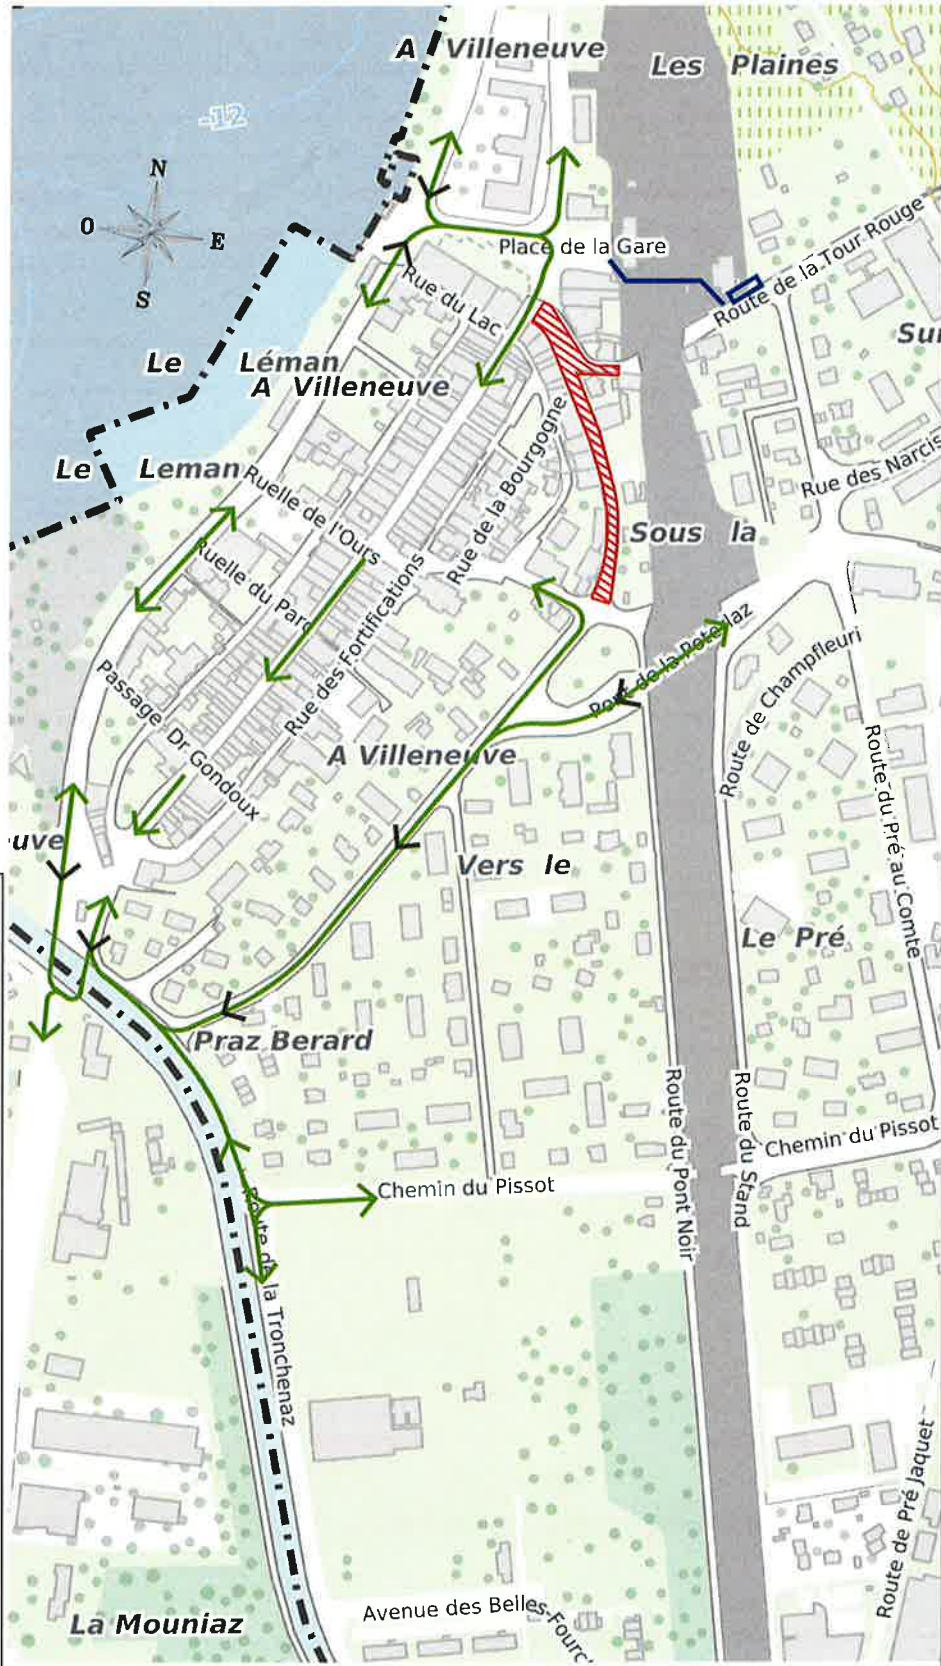 A Villeneuve
Les Plaines
-12
N
O
E
S
Place de la Gare
Route de la Tour Rouge
Rue du Lac
Sur
Le Léman
A Villeneuve
Le Leman
Ruelle de l'Ours
Rue de la Bourgogne
Rue des Narcis
Sous la
Ruelle du Parc
Rue des Fortifications
Passage Dr Gondoux
Pont de la Potelaz
Route de Champfleuri
A Villeneuve
Route du Pré au Comte
euve
Vers le
Le Pré
Praz Berard
Route du Pont Noir
Route du Stand
Chemin du Pissot
Chemin du Pissot
Route de la Tronchenaz
Route de Pré Jaquet
La Mouniaz
Avenue des Belles-Fourc